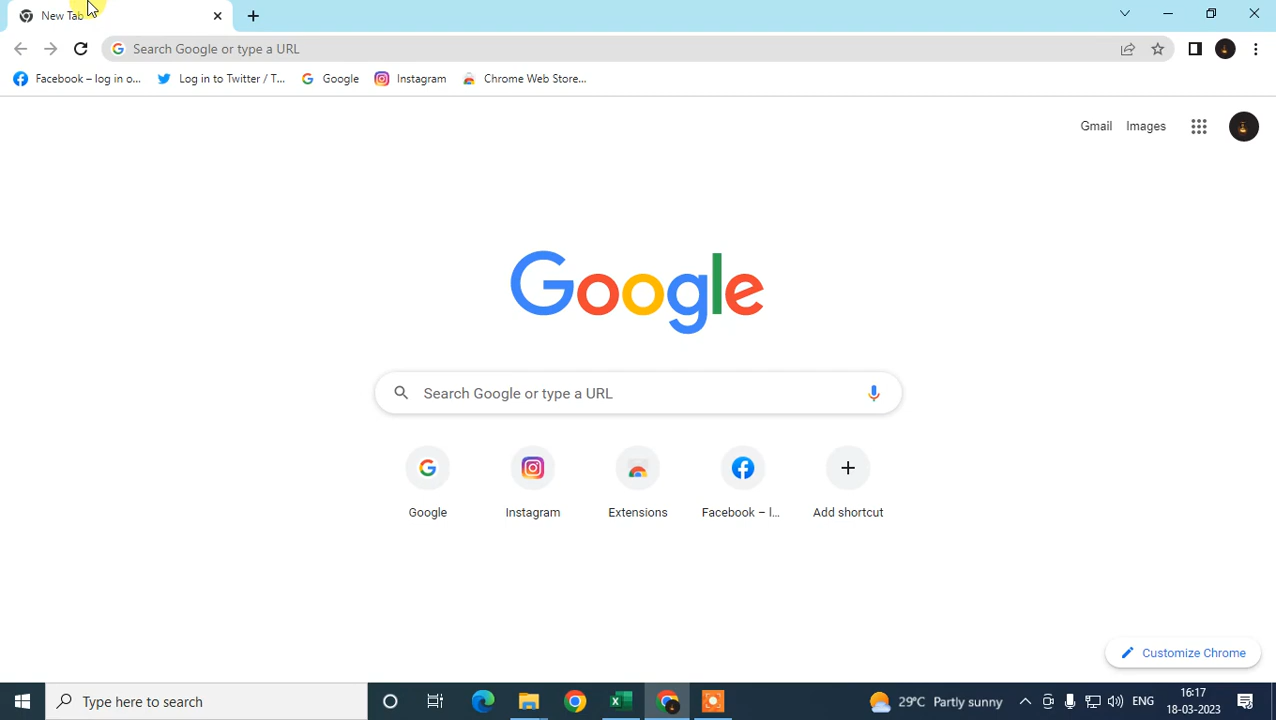 New Tab
Search Google or type a URL
Facebook – log in o...
Log in to Twitter / T...
Google
Instagram
Chrome Web Store...
Gmail
Images
Google
Search Google or type a URL
Google
Instagram
Extensions
Facebook – l...
Add shortcut
Customize Chrome
Type here to search
29°C Partly sunny
ENG
16:17
18-03-2023